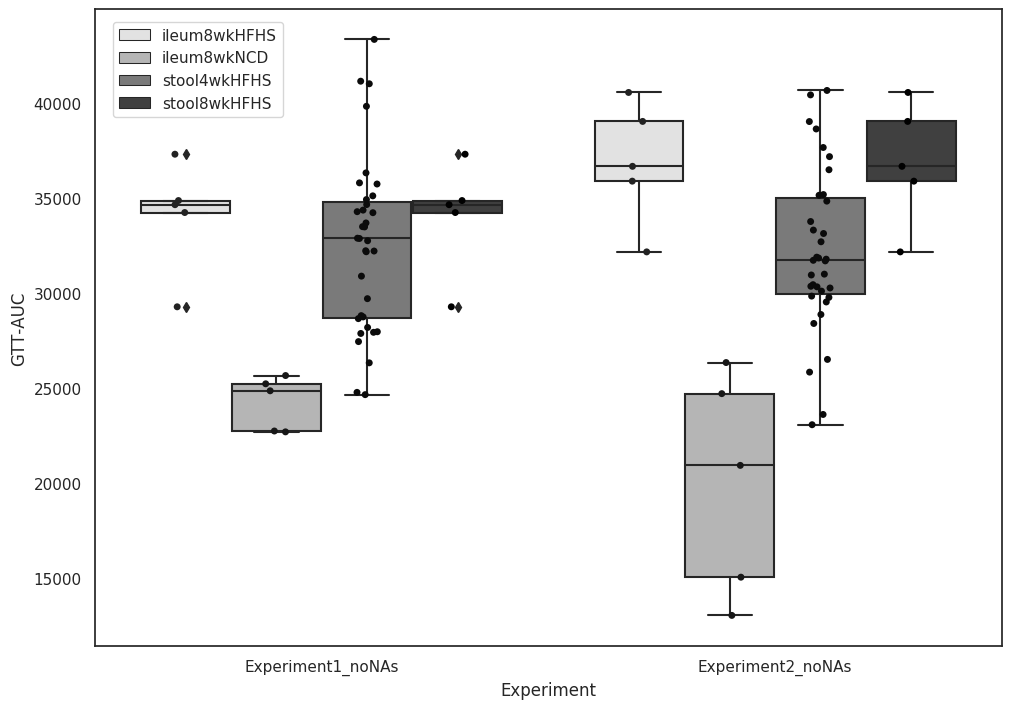 ileum8wkHFHS
ileum8wkNCD
stool4wkHFHS
stool8wkHFHS
GTT-AUC
40000
35000
30000
25000
20000
15000
Experiment1_noNAs
Experiment2_noNAs
Experiment